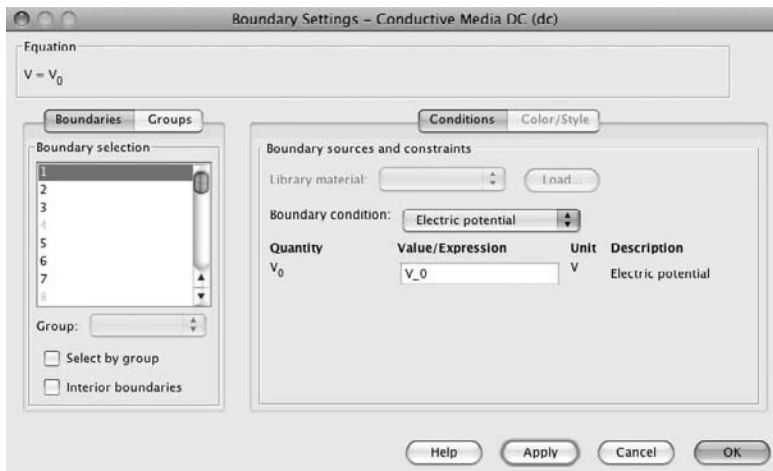 Boundary Settings – Conductive Media DC (dc)
Equation
V = V0
Boundaries Groups
Boundary selection
1
2
3
4
5
6
7
8
Group:
Select by group
Interior boundaries
Conditions Color/Style
Boundary sources and constraints
Library material: Load...
Boundary condition: Electric potential
Quantity Value/Expression Unit Description
V0 V_0 V Electric potential
Help Apply Cancel OK